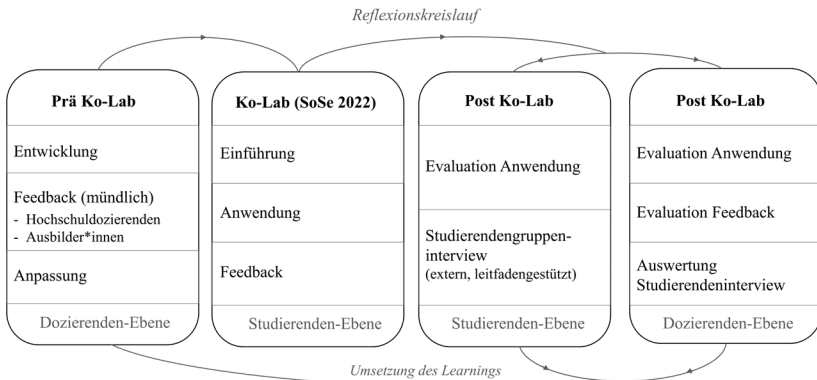 Reflexionskreislauf
Prä Ko-Lab
Entwicklung
Feedback (mündlich)
- Hochschuldozierenden
- Ausbilder*innen
Anpassung
Dozierenden-Ebene
Ko-Lab (SoSe 2022)
Einführung
Anwendung
Feedback
Studierenden-Ebene
Post Ko-Lab
Evaluation Anwendung
Studierendengruppen-
interview
(extern, leitfadengestützt)
Studierenden-Ebene
Post Ko-Lab
Evaluation Anwendung
Evaluation Feedback
Auswertung
Studierendeninterview
Dozierenden-Ebene
Umsetzung des Learnings